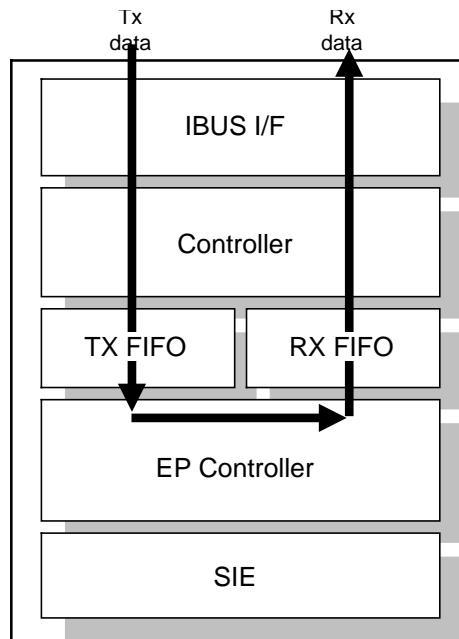 Tx
data
Rx
data
IBUS I/F
Controller
TX FIFO
RX FIFO
EP Controller
SIE